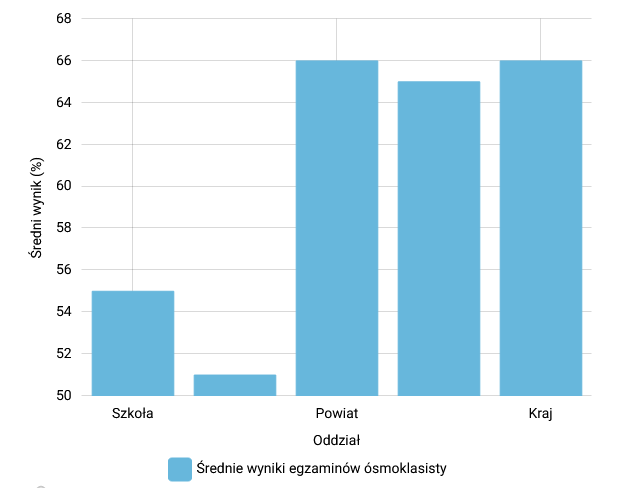 68
66
64
62
60
58
56
54
52
50
Średni wynik (%)
Szkoła Powiat Kraj
Oddział
Średnie wyniki egzaminów ósmoklasisty